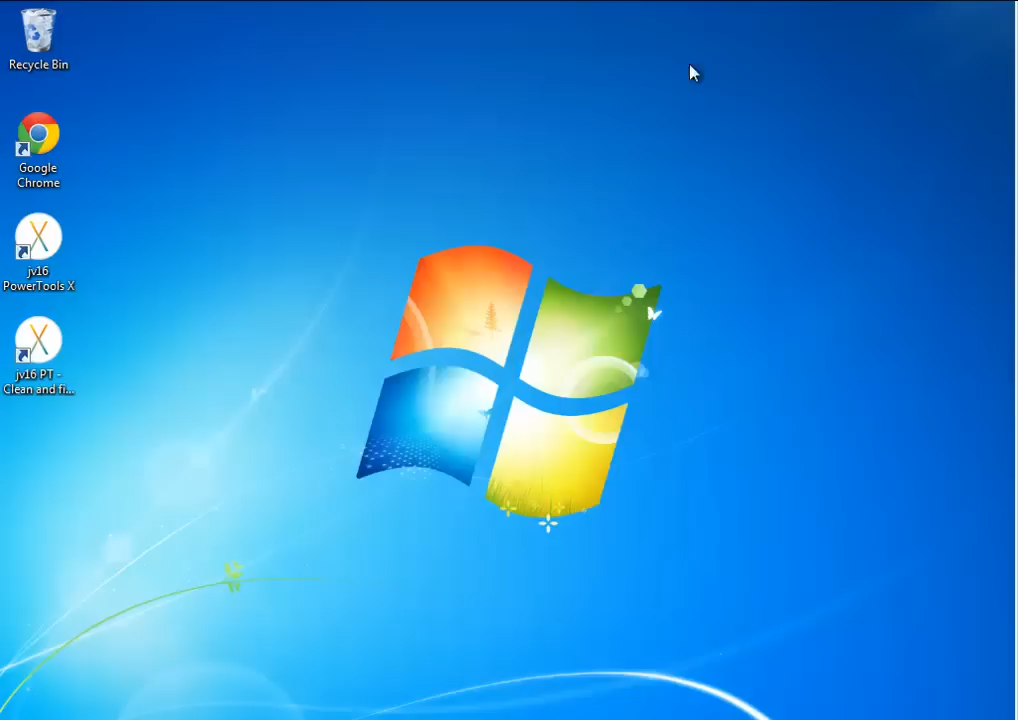 Recycle Bin
Google
Chrome
jv16
PowerTools X
jv16 PT -
Clean and fi...